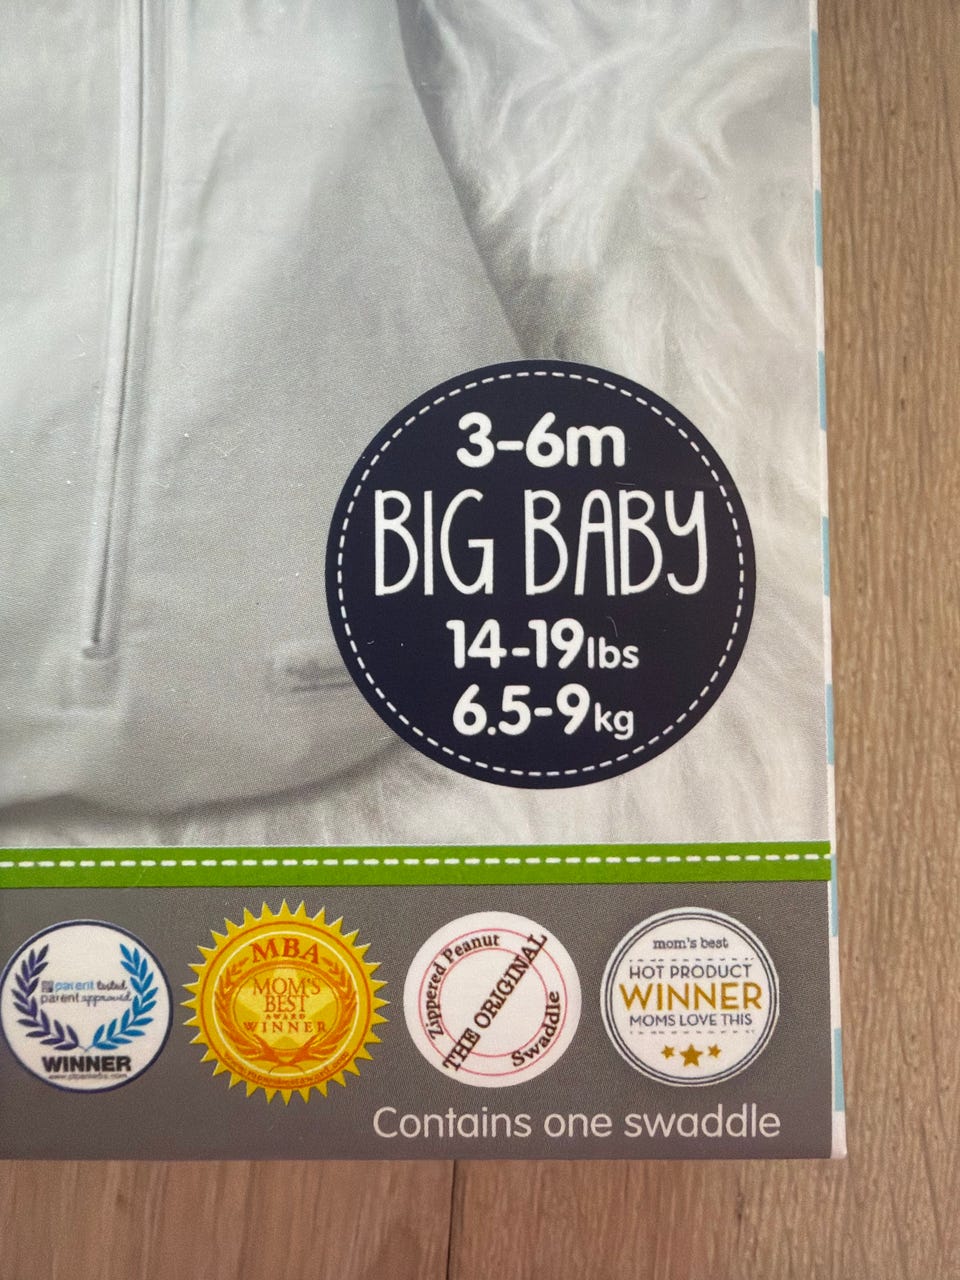 3-6m
BIG BABY
14-19lbs
6.5-9kg
parent tested
parent approved
WINNER
MBA
MOM'S
BEST
AWARD
WINNER
Zippered Peanut
THE ORIGINAL
Swaddle
mom's best
HOT PRODUCT
WINNER
MOMS LOVE THIS
Contains one swaddle